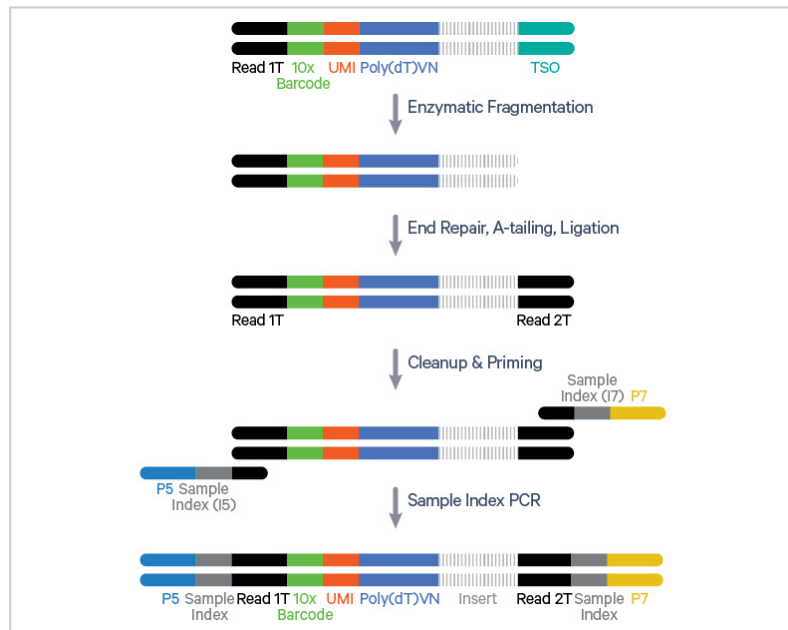 Read 1T 10x UMI Poly(dT)VN TSO
Barcode
Enzymatic Fragmentation
End Repair, A-tailing, Ligation
Read 1T Read 2T
Cleanup & Priming
Sample
Index (I7) P7
P5 Sample
Index (I5)
Sample Index PCR
P5 Sample Read 1T 10x UMI Poly(dT)VN Insert Read 2T Sample P7
Index Barcode Index